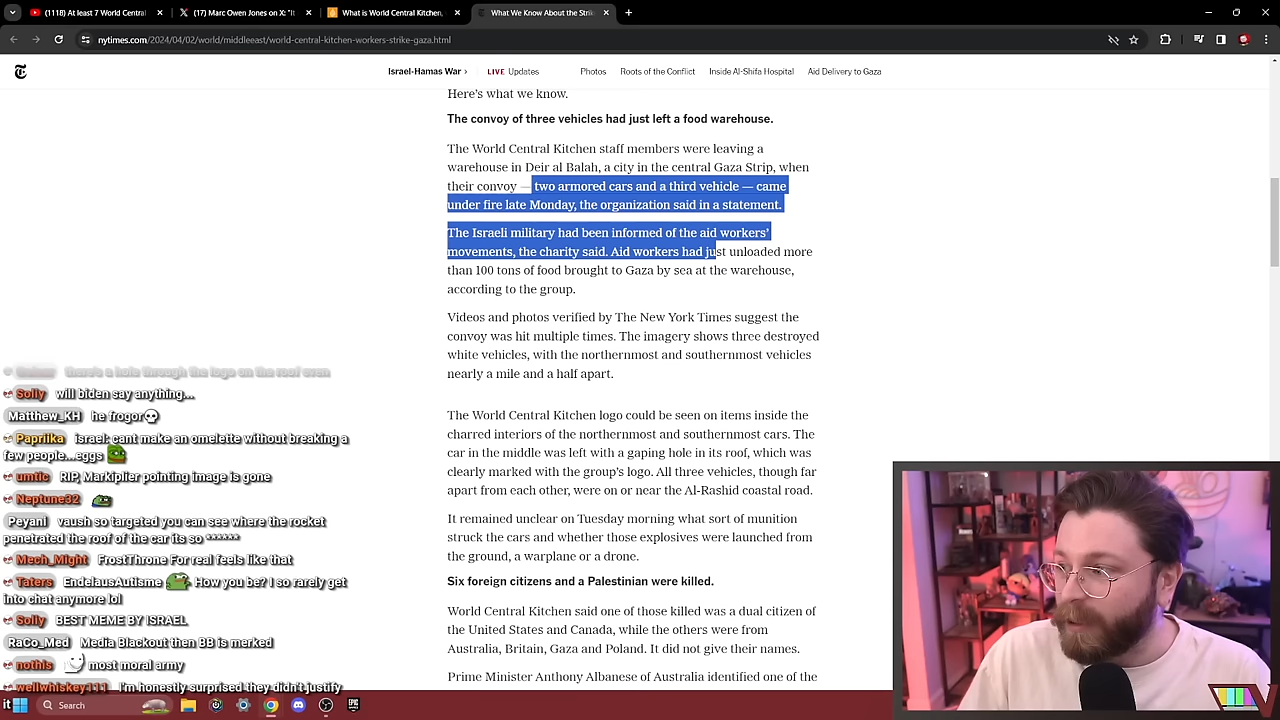 (1118) At least 7 World Central
(17) Marc Owen Jones on X: "It
What is World Central Kitchen,
What We Know About the Strik
nytimes.com/2024/04/02/world/middleeast/world-central-kitchen-workers-strike-gaza.html
Israel-Hamas War › LIVE Updates Photos Roots of the Conflict Inside Al-Shifa Hospital Aid Delivery to Gaza
Here's what we know.
The convoy of three vehicles had just left a food warehouse.
The World Central Kitchen staff members were leaving a
warehouse in Deir al Balah, a city in the central Gaza Strip, when
their convoy — two armored cars and a third vehicle — came
under fire late Monday, the organization said in a statement.
The Israeli military had been informed of the aid workers'
movements, the charity said. Aid workers had just unloaded more
than 100 tons of food brought to Gaza by sea at the warehouse,
according to the group.
Videos and photos verified by The New York Times suggest the
convoy was hit multiple times. The imagery shows three destroyed
white vehicles, with the northernmost and southernmost vehicles
nearly a mile and a half apart.
The World Central Kitchen logo could be seen on items inside the
charred interiors of the northernmost and southernmost cars. The
car in the middle was left with a gaping hole in its roof, which was
clearly marked with the group's logo. All three vehicles, though far
apart from each other, were on or near the Al-Rashid coastal road.
It remained unclear on Tuesday morning what sort of munition
struck the cars and whether those explosives were launched from
the ground, a warplane or a drone.
Six foreign citizens and a Palestinian were killed.
World Central Kitchen said one of those killed was a dual citizen of
the United States and Canada, while the others were from
Australia, Britain, Gaza and Poland. It did not give their names.
Prime Minister Anthony Albanese of Australia identified one of the
there's a hole through the logo on the roof even
Solly will biden say anything...
Matthew_KH he frogor
Paprilka israel: cant make an omelette without breaking a
few people...eggs
untic RIP, Markiplier pointing image is gone
Neptune32
Peyani vaush so targeted you can see where the rocket
penetrated the roof of the car its so ******
Mech_Might FrostThrone For real feels like that
Taters EndelausAutisme How you be? I so rarely get
into chat anymore lol
Solly BEST MEME BY ISRAEL
RaCo_Med Media Blackout then BB is merked
nothis most moral army
wellwhiskey111 I'm honestly surprised they didn't justify
it
Search